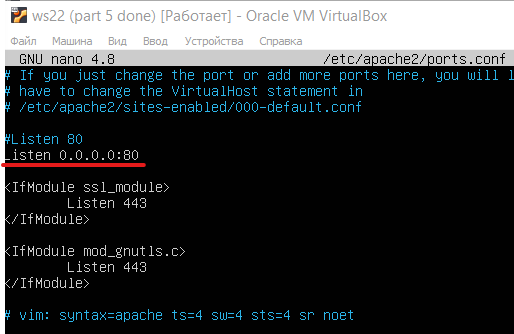 ws22 (part 5 done) [Работает] - Oracle VM VirtualBox
Файл Машина Вид Ввод Устройства Справка
GNU nano 4.8 /etc/apache2/ports.conf
# If you just change the port or add more ports here, you will l
# have to change the VirtualHost statement in
# /etc/apache2/sites-enabled/000-default.conf
#Listen 80
Listen 0.0.0.0:80
<IfModule ssl_module>
Listen 443
</IfModule>
<IfModule mod_gnutls.c>
Listen 443
</IfModule>
# vim: syntax=apache ts=4 sw=4 sts=4 sr noet